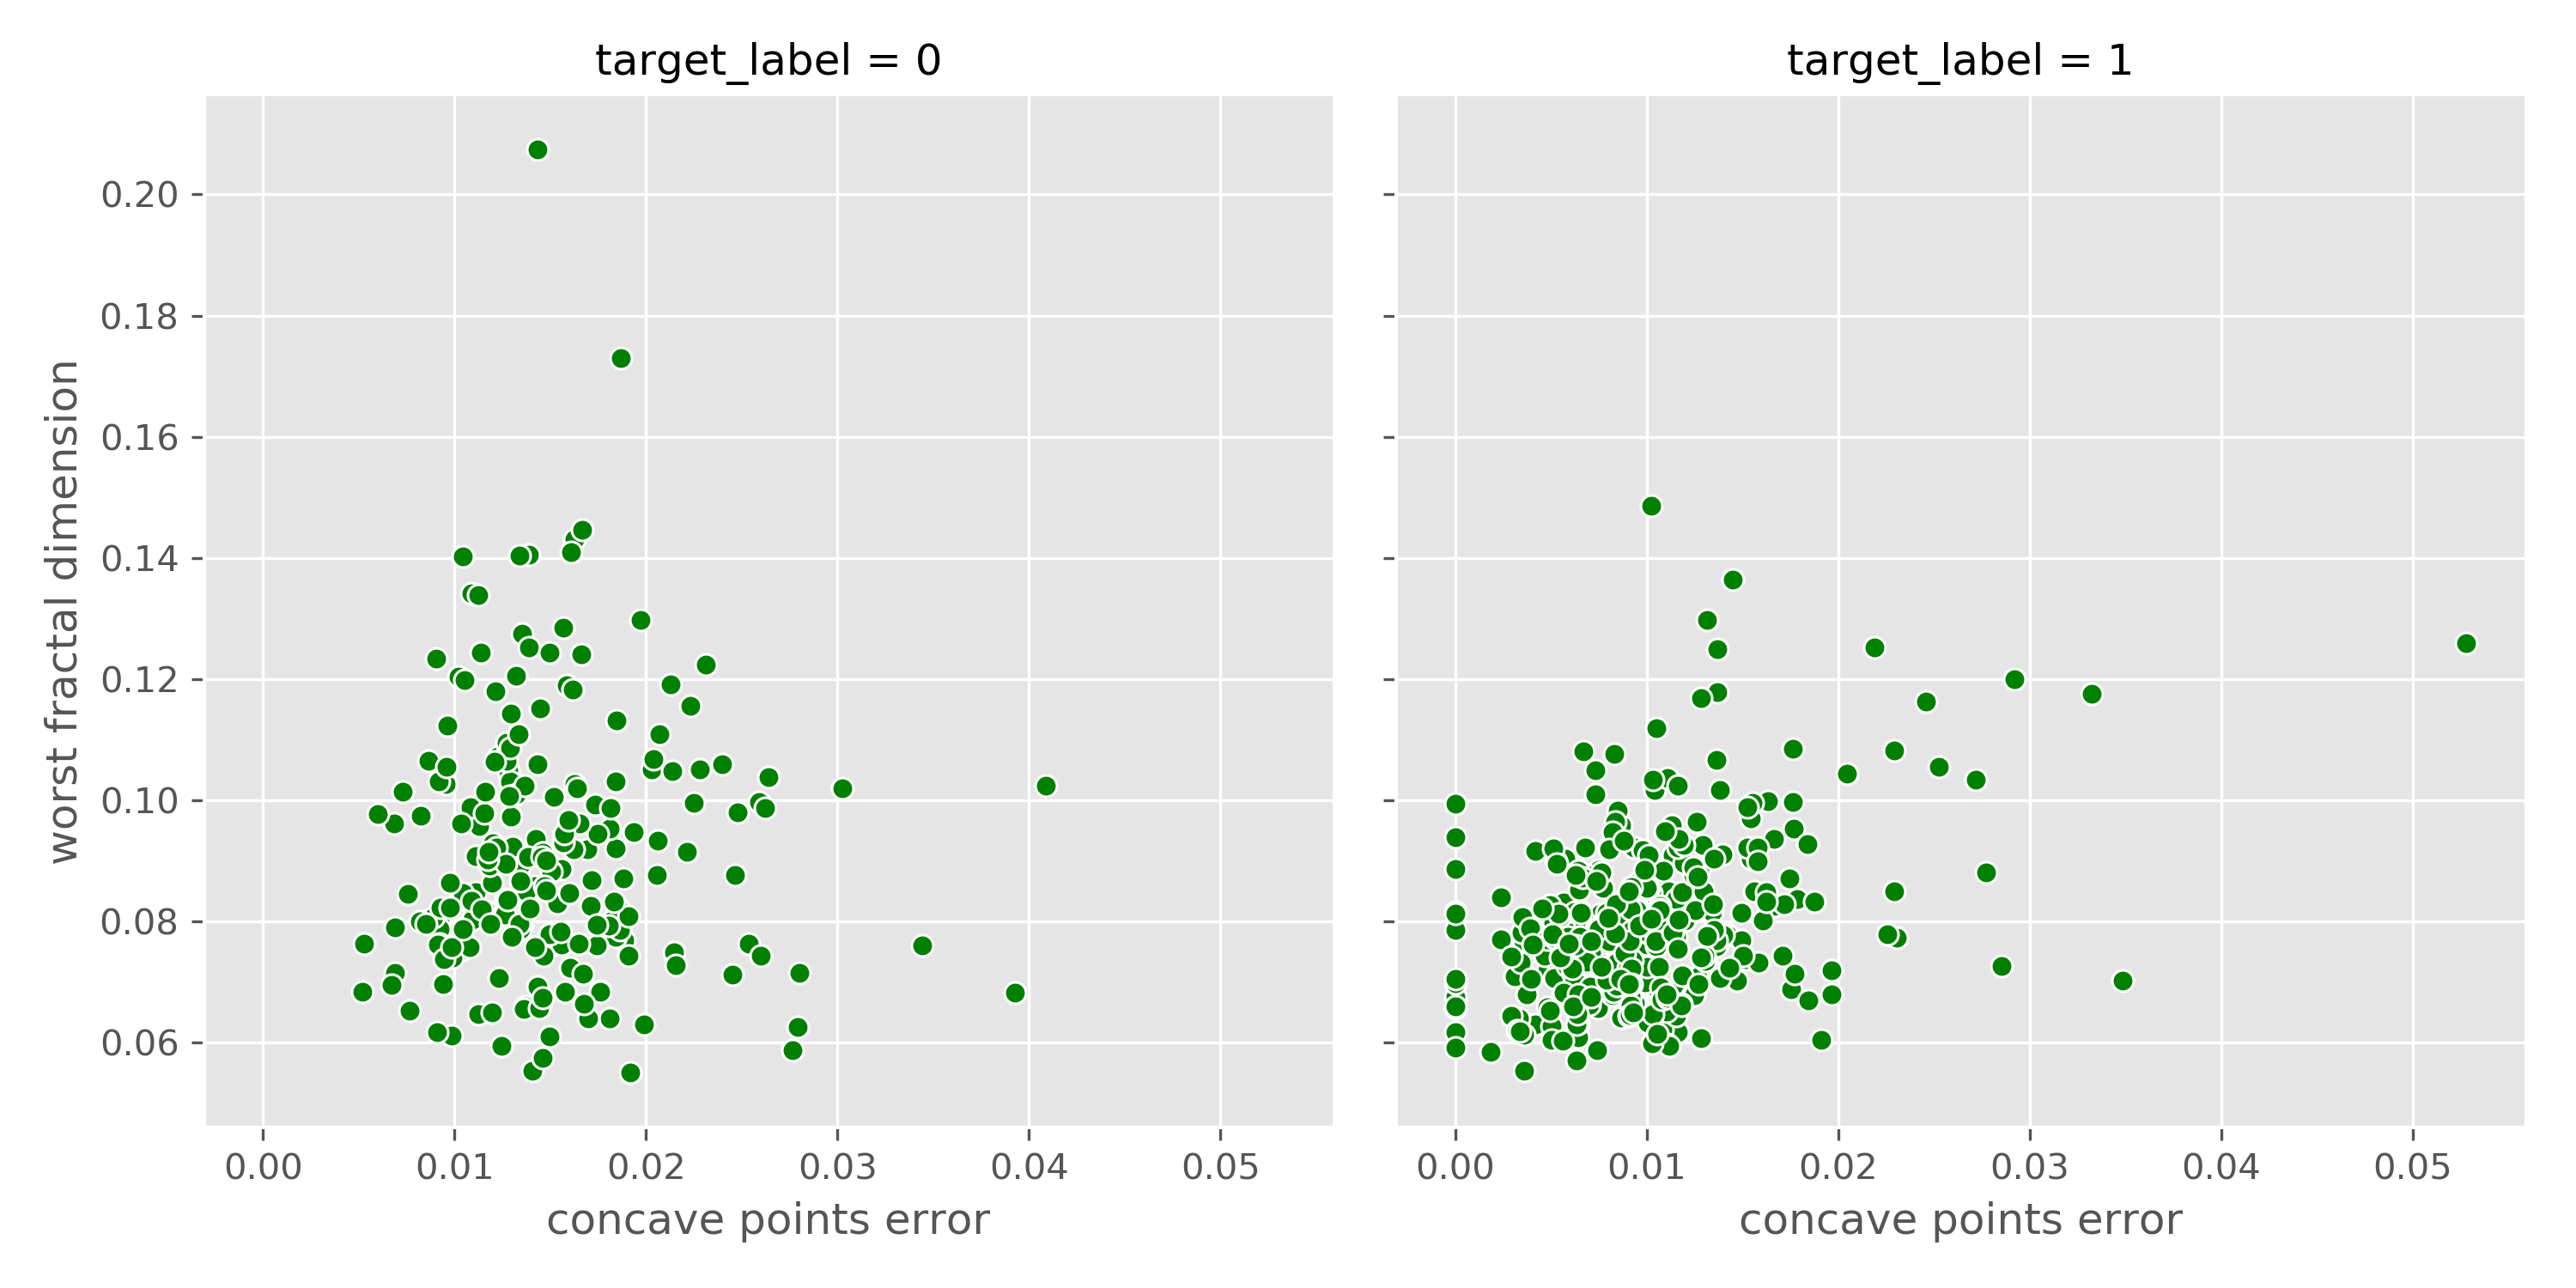 target_label = 0
target_label = 1
worst fractal dimension
0.20
0.18
0.16
0.14
0.12
0.10
0.08
0.06
0.00 0.01 0.02 0.03 0.04 0.05
0.00 0.01 0.02 0.03 0.04 0.05
concave points error
concave points error